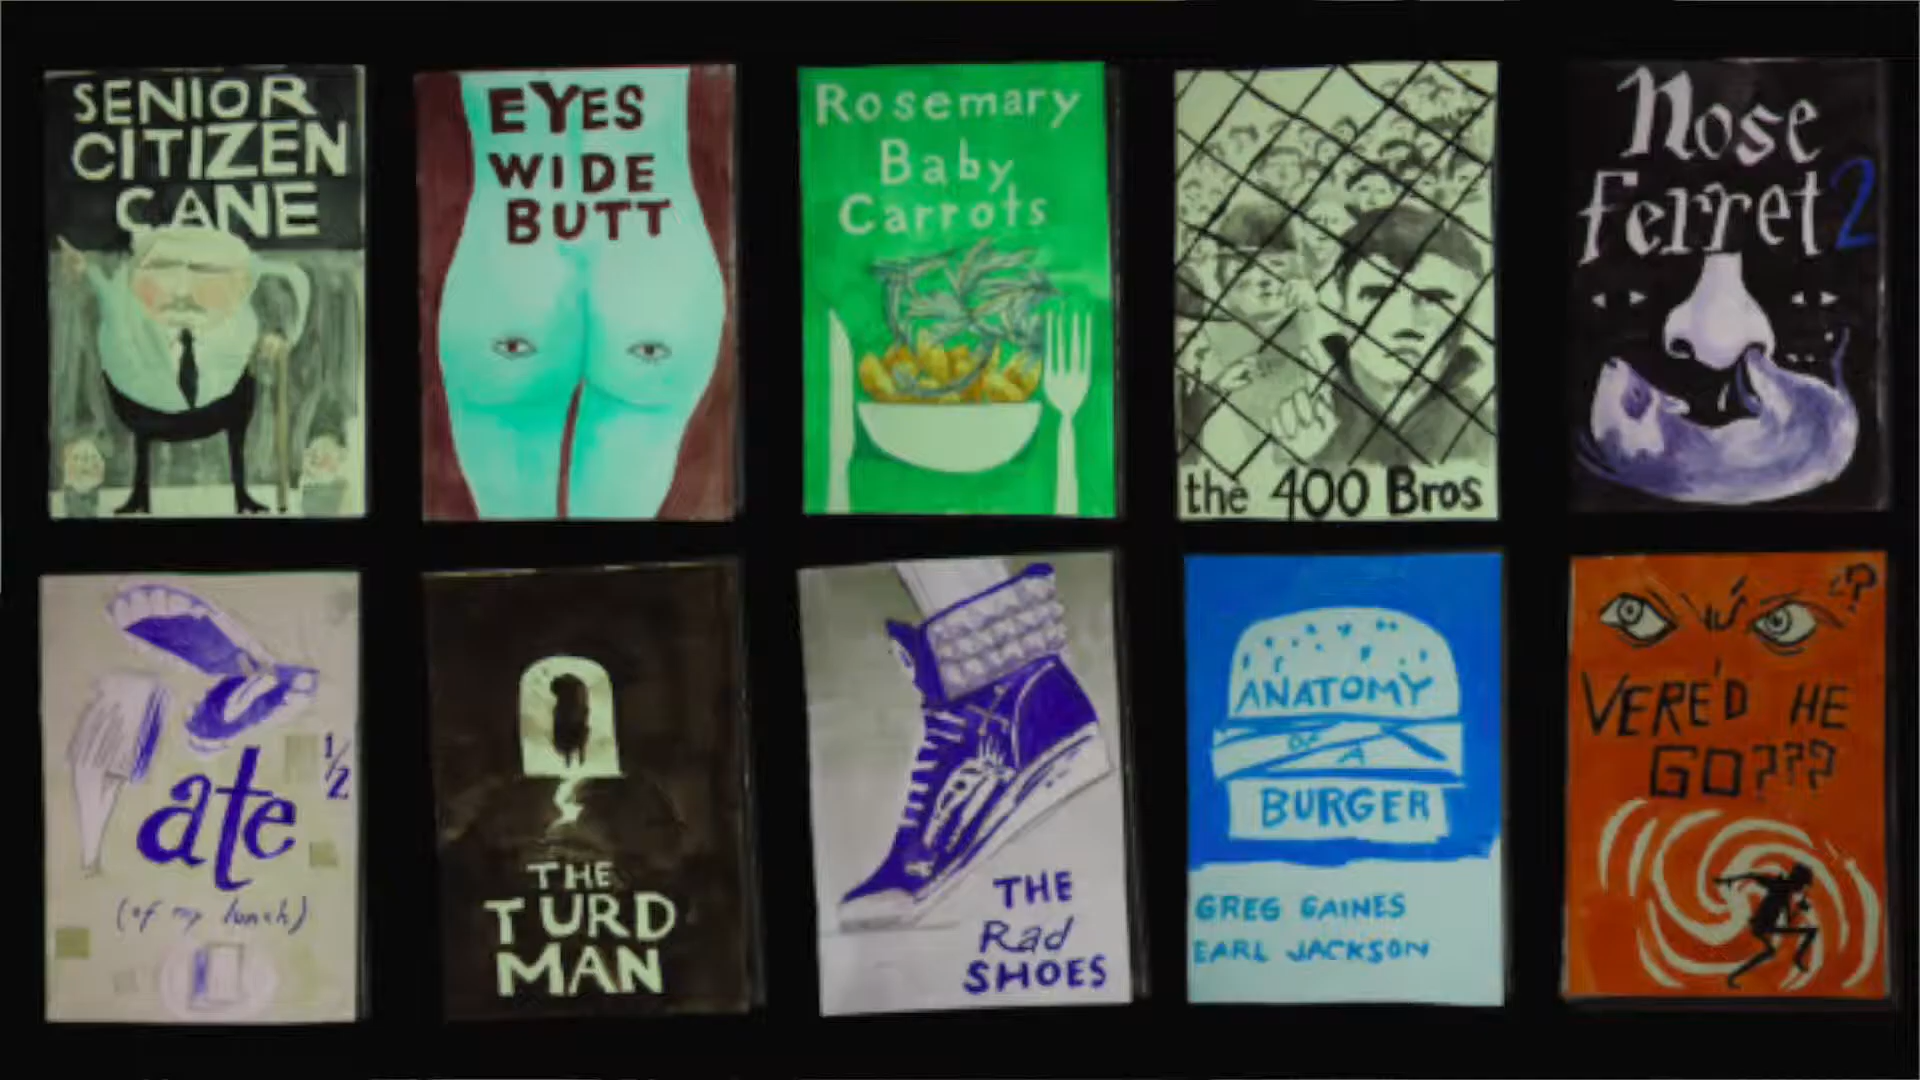 SENIOR
CITIZEN
CANE
EYES
WIDE
BUTT
Rosemary
Baby
Carrots
the 400 Bros
Nose
Ferret 2
ate 1/2
(of my lunch)
THE
TURD
MAN
THE
Rad
SHOES
ANATOMY
OF
A
BURGER
GREG GAINES
EARL JACKSON
¿?
VERE'D HE
GO???